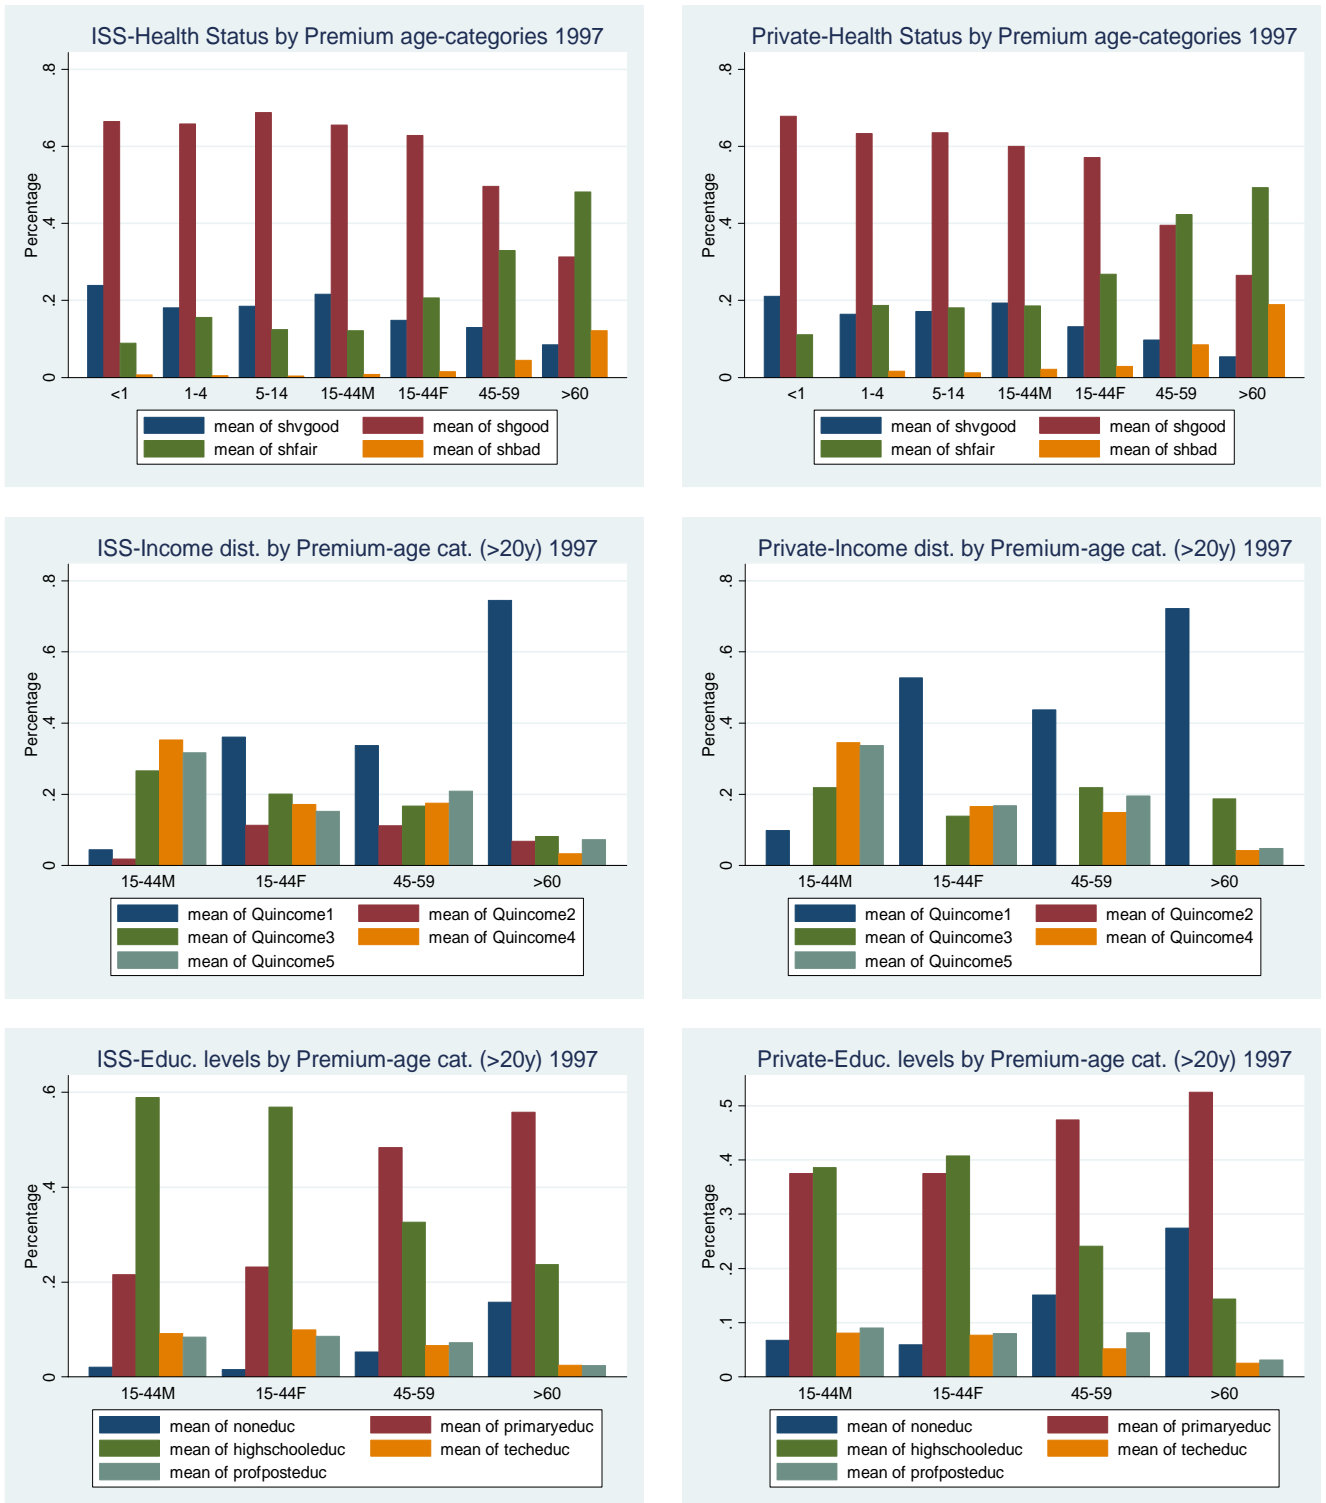 ISS-Health Status by Premium age-categories 1997
Percentage
.8
.6
.4
.2
0
<1 1-4 5-14 15-44M 15-44F 45-59 >60
mean of shvgood mean of shgood
mean of shfair mean of shbad
Private-Health Status by Premium age-categories 1997
Percentage
.8
.6
.4
.2
0
<1 1-4 5-14 15-44M 15-44F 45-59 >60
mean of shvgood mean of shgood
mean of shfair mean of shbad
ISS-Income dist. by Premium-age cat. (>20y) 1997
Percentage
.8
.6
.4
.2
0
15-44M 15-44F 45-59 >60
mean of Quincome1 mean of Quincome2
mean of Quincome3 mean of Quincome4
mean of Quincome5
Private-Income dist. by Premium-age cat. (>20y) 1997
Percentage
.8
.6
.4
.2
0
15-44M 15-44F 45-59 >60
mean of Quincome1 mean of Quincome2
mean of Quincome3 mean of Quincome4
mean of Quincome5
ISS-Educ. levels by Premium-age cat. (>20y) 1997
Percentage
.6
.4
.2
0
15-44M 15-44F 45-59 >60
mean of noneduc mean of primaryeduc
mean of highschooleduc mean of techeduc
mean of profposteduc
Private-Educ. levels by Premium-age cat. (>20y) 1997
Percentage
.5
.4
.3
.2
.1
0
15-44M 15-44F 45-59 >60
mean of noneduc mean of primaryeduc
mean of highschooleduc mean of techeduc
mean of profposteduc